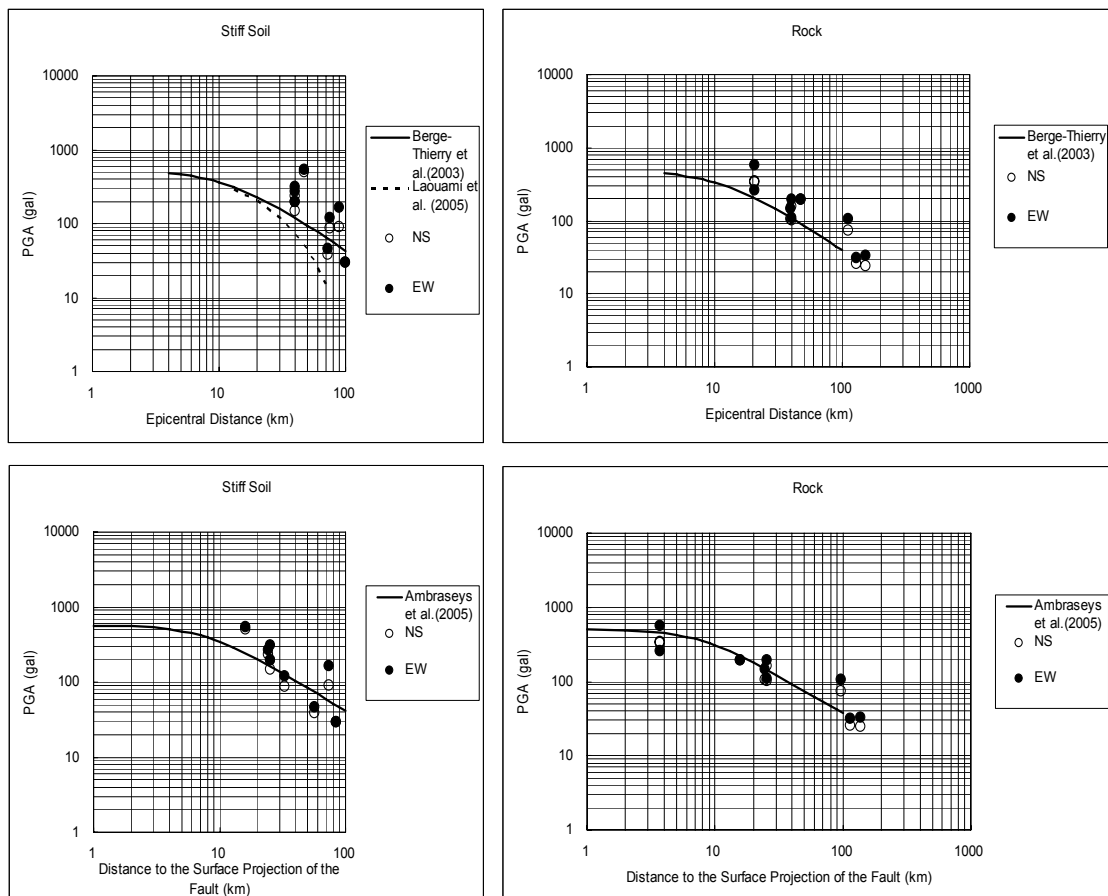 Stiff Soil
10000
1000
100
10
1
PGA (gal)
1
10
100
Epicentral Distance (km)
Berge-
Thierry et
al.(2003)
Laouami et
al. (2005)
NS
EW
Rock
10000
1000
100
10
1
PGA (gal)
1
10
100
1000
Epicentral Distance (km)
Berge-Thierry
et al.(2003)
NS
EW
Stiff Soil
10000
1000
100
10
1
PGA (gal)
1
10
100
Distance to the Surface Projection of the
Fault (km)
Ambraseys
et al.(2005)
NS
EW
Rock
10000
1000
100
10
1
PGA (gal)
1
10
100
1000
Distance to the Surface Projection of the Fault (km)
Ambraseys
et al.(2005)
NS
EW